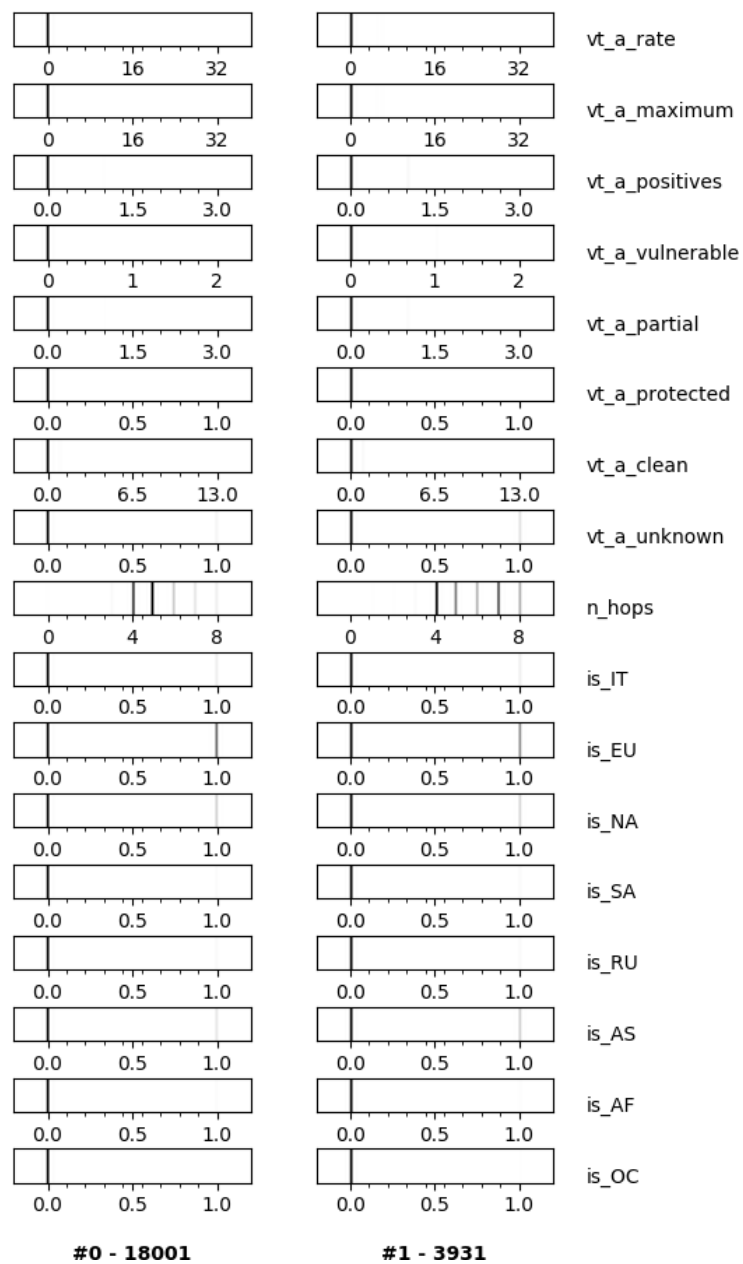 vt_a_rate
0 16 32 0 16 32
vt_a_maximum
0 16 32 0 16 32
vt_a_positives
0.0 1.5 3.0 0.0 1.5 3.0
vt_a_vulnerable
0 1 2 0 1 2
vt_a_partial
0.0 1.5 3.0 0.0 1.5 3.0
vt_a_protected
0.0 0.5 1.0 0.0 0.5 1.0
vt_a_clean
0.0 6.5 13.0 0.0 6.5 13.0
vt_a_unknown
0.0 0.5 1.0 0.0 0.5 1.0
n_hops
0 4 8 0 4 8
is_IT
0.0 0.5 1.0 0.0 0.5 1.0
is_EU
0.0 0.5 1.0 0.0 0.5 1.0
is_NA
0.0 0.5 1.0 0.0 0.5 1.0
is_SA
0.0 0.5 1.0 0.0 0.5 1.0
is_RU
0.0 0.5 1.0 0.0 0.5 1.0
is_AS
0.0 0.5 1.0 0.0 0.5 1.0
is_AF
0.0 0.5 1.0 0.0 0.5 1.0
is_OC
0.0 0.5 1.0 0.0 0.5 1.0
#0 - 18001 #1 - 3931